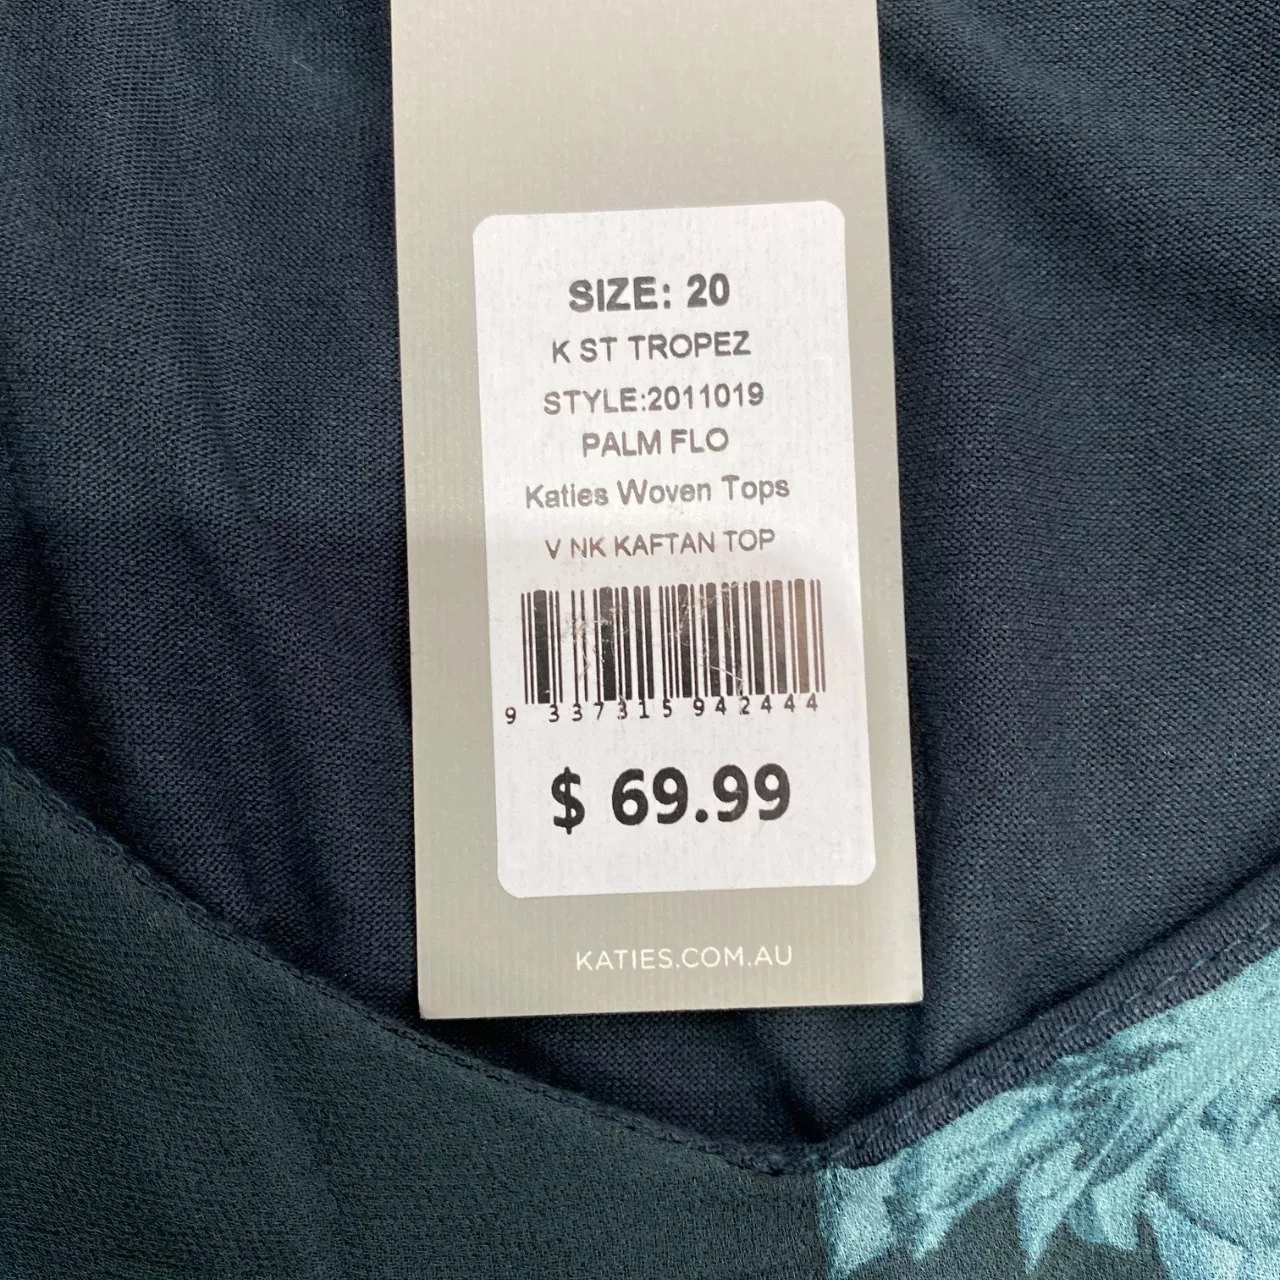 SIZE: 20
K ST TROPEZ
STYLE:2011019
PALM FLO
Katies Woven Tops
V NK KAFTAN TOP
9 337315 942444
$ 69.99
KATIES.COM.AU